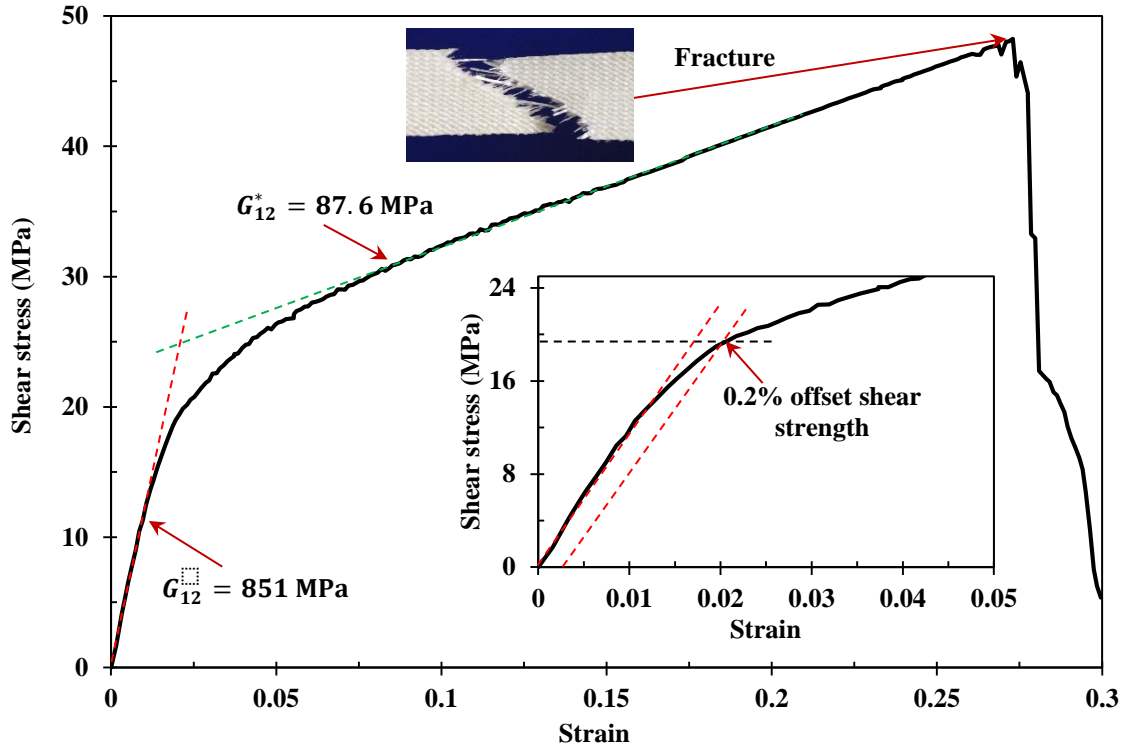 50
40
30
20
10
0
Shear stress (MPa)
Fracture
G*12 = 87.6 MPa
G12 = 851 MPa
24
16
8
0
Shear stress (MPa)
0.2% offset shear
strength
0 0.01 0.02 0.03 0.04 0.05
Strain
0 0.05 0.1 0.15 0.2 0.25 0.3
Strain